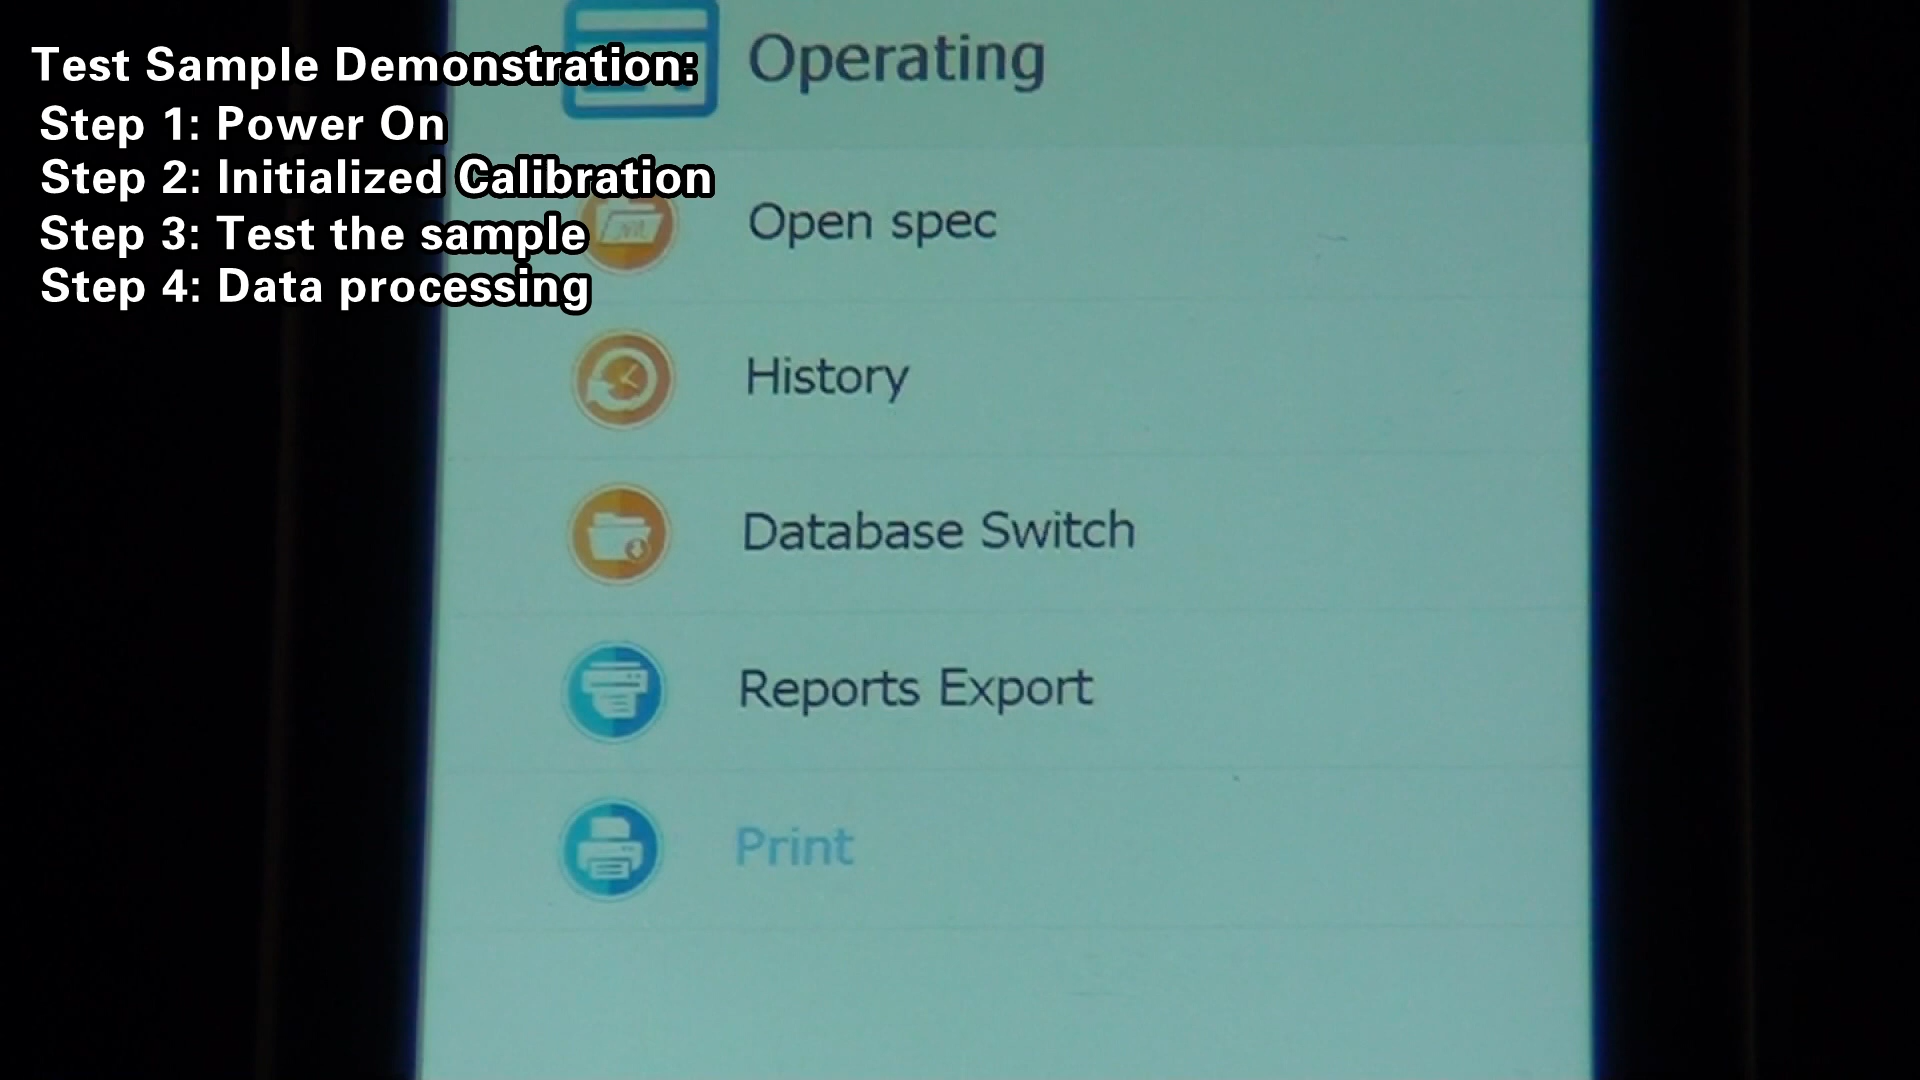 Test Sample Demonstration:
Step 1: Power On
Step 2: Initialized Calibration
Step 3: Test the sample
Step 4: Data processing
Operating
Open spec
History
Database Switch
Reports Export
Print